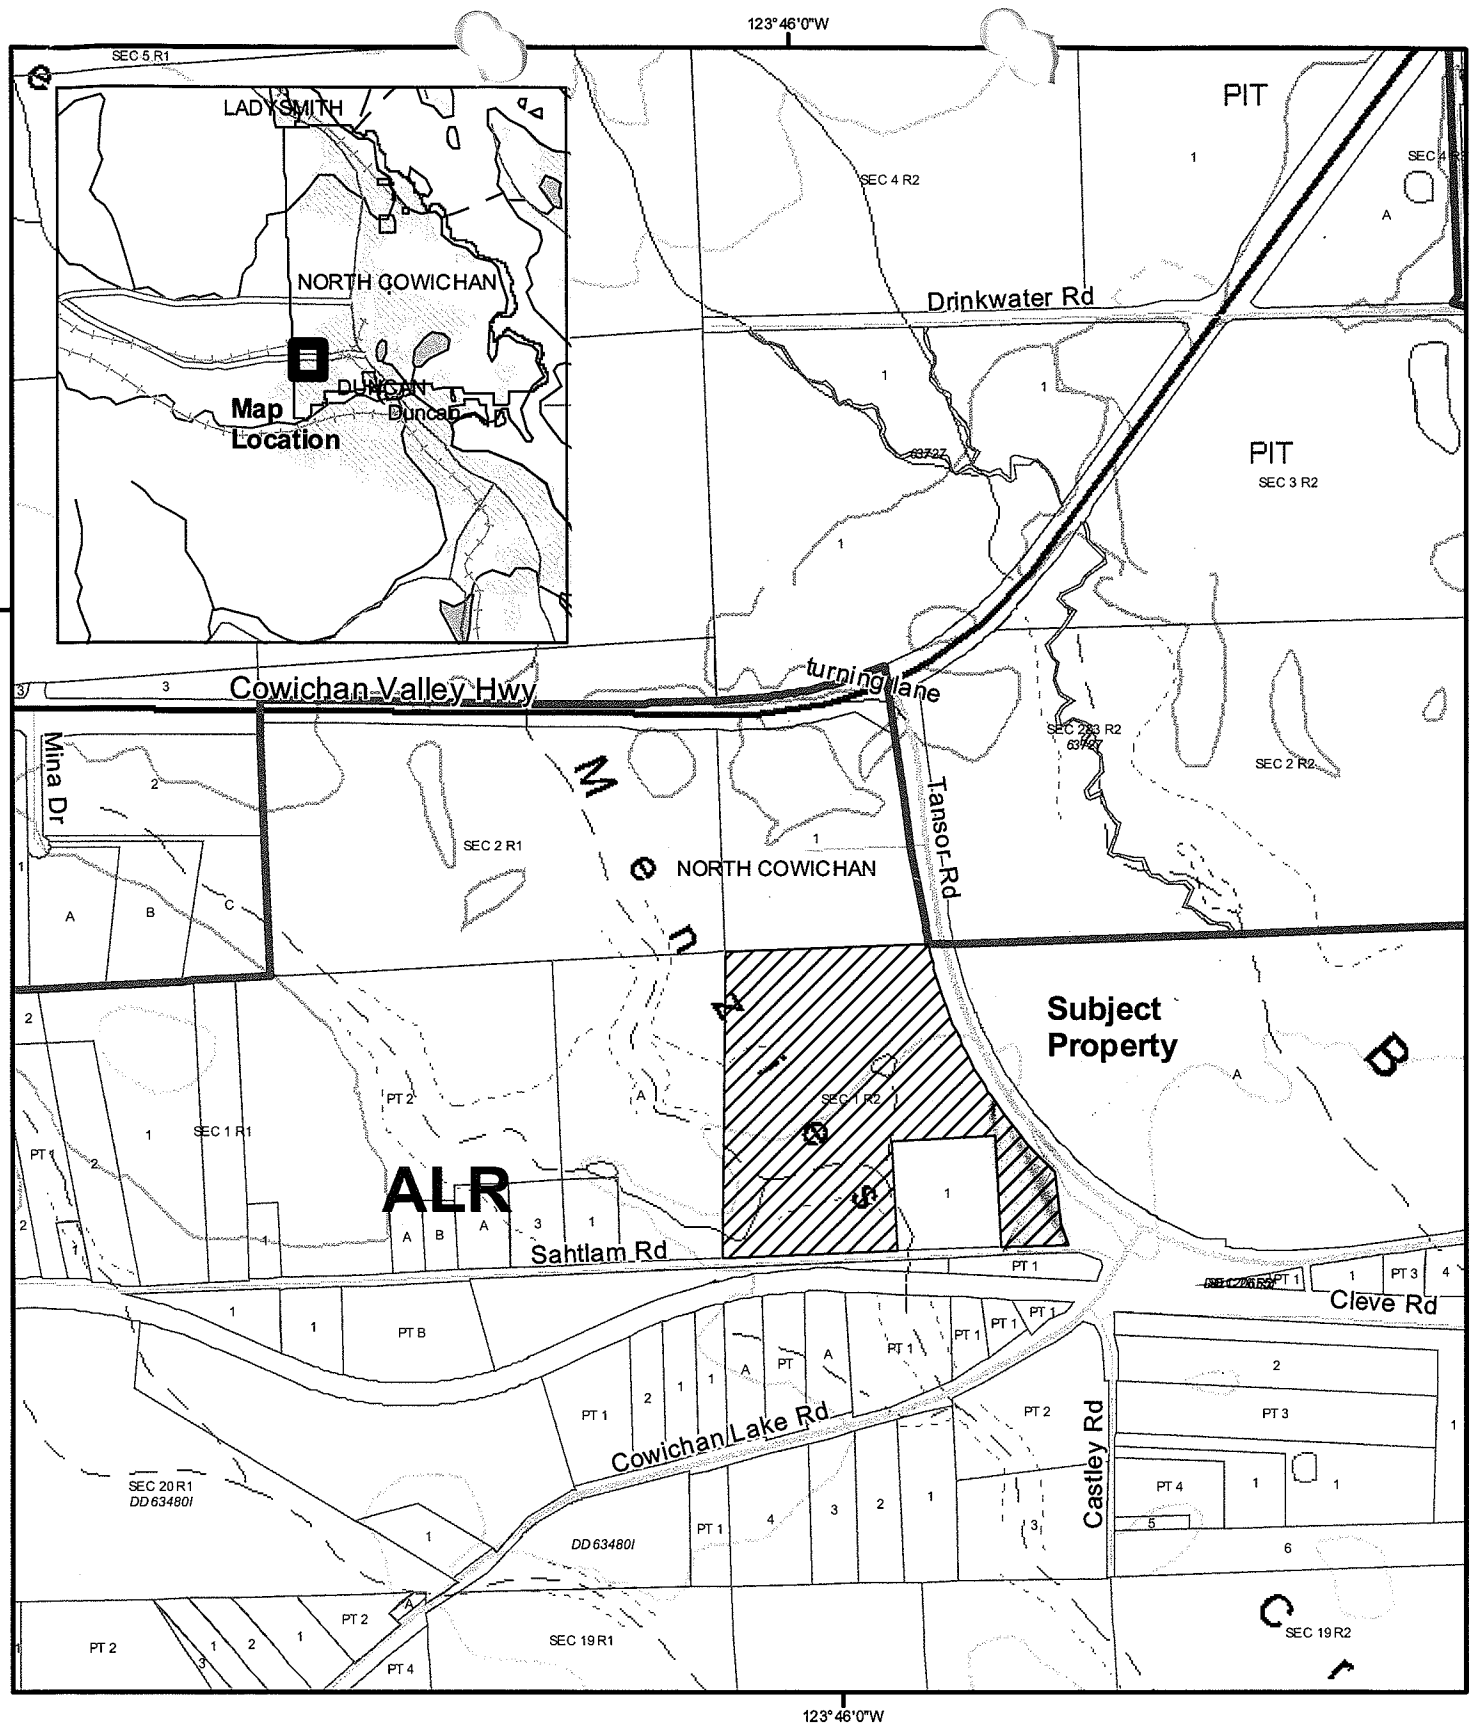 123°46'0"W
SEC 5 R1
e
LADYSMITH
NORTH COWICHAN
DUNCAN
Duncan
Map
Location
PIT
1
SEC 4 R2
A
Drinkwater Rd
1
1
63727
PIT
SEC 3 R2
1
turning lane
3
3
Cowichan Valley Hwy
Mina Dr
2
M
e
n
z
e
s
SEC 2 R1
1
NORTH COWICHAN
Tansor Rd
SEC 2&3 R2
63727
SEC 2 R2
1
A
B
C
Subject
Property
B
A
2
PT 2
A
SEC 1 R2
1
SEC 1 R1
PT 1
2
ALR
1
2
1
1
A
B
A
3
1
Sahtlam Rd
PT 1
PT 1
1
PT 3
4
Cleve Rd
1
1
PT B
PT 1
2
1
1
A
PT
A
PT 1
PT 1
PT 1
PT 1
2
PT 3
1
Cowichan Lake Rd
PT 2
Castley Rd
SEC 20 R1
DD 63480I
1
DD 63480I
PT 1
4
3
2
1
3
PT 4
1
1
5
6
A
PT 2
PT 2
3
1
2
1
PT 4
SEC 19 R1
C
SEC 19 R2
r
123°46'0"W